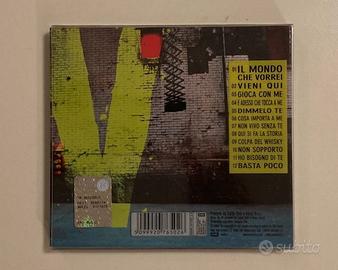 01 IL MONDO
CHE VORREI
02 VIENI QUI
03 GIOCA CON ME
04 E ADESSO CHE TOCCA A ME
05 DIMMELO TE
06 COSA IMPORTA A ME
07 NON VIVO SENZA TE
08 QUI SI FA LA STORIA
09 COLPA DEL WHISKY
10 NON SOPPORTO
11 HO BISOGNO DI TE
12 BASTA POCO
5099920765026
subito